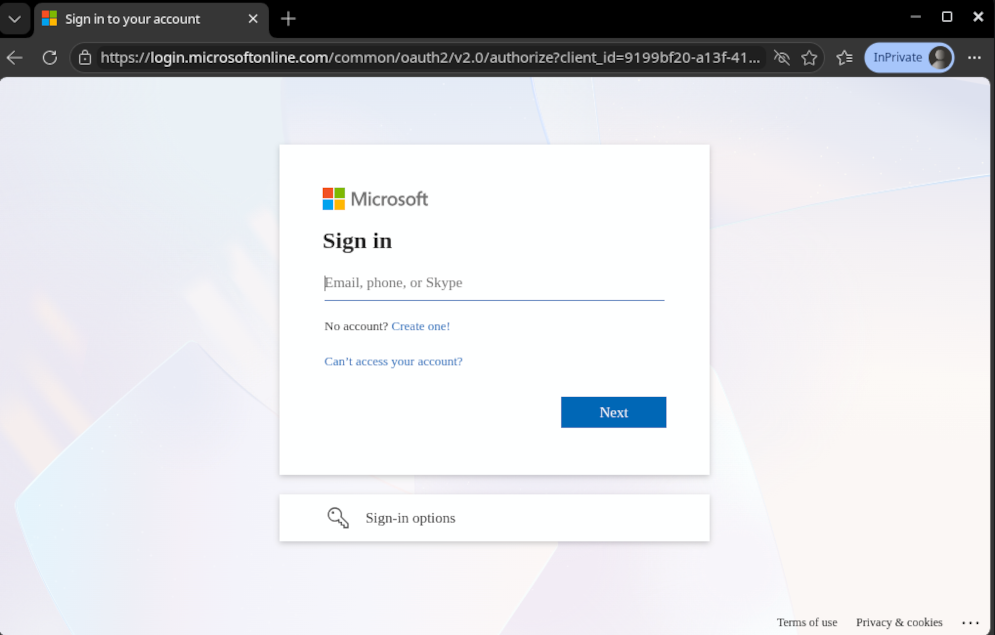 Sign in to your account
https://login.microsoftonline.com/common/oauth2/v2.0/authorize?client_id=9199bf20-a13f-41...
InPrivate
Microsoft
Sign in
Email, phone, or Skype
No account? Create one!
Can’t access your account?
Next
Sign-in options
Terms of use Privacy & cookies ...